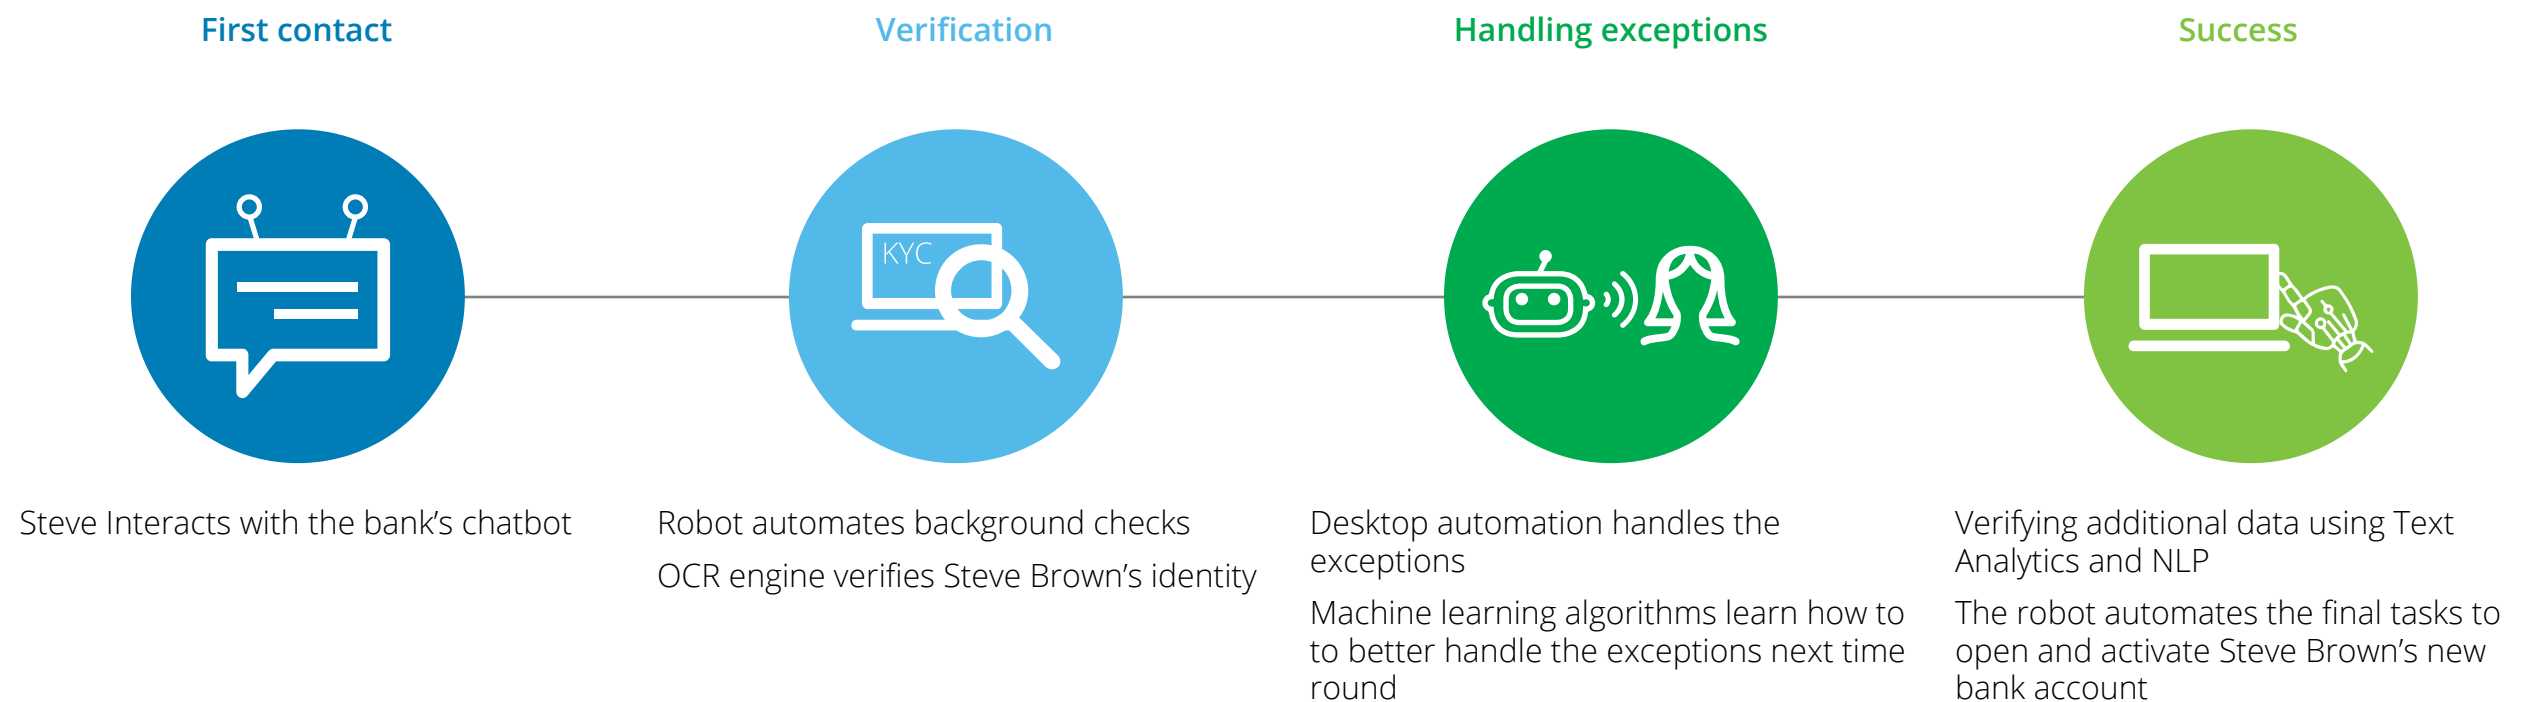 First contact
Steve Interacts with the bank’s chatbot
Verification
KYC
Robot automates background checks
OCR engine verifies Steve Brown’s identity
Handling exceptions
Desktop automation handles the
exceptions
Machine learning algorithms learn how to
to better handle the exceptions next time
round
Success
Verifying additional data using Text
Analytics and NLP
The robot automates the final tasks to
open and activate Steve Brown’s new
bank account